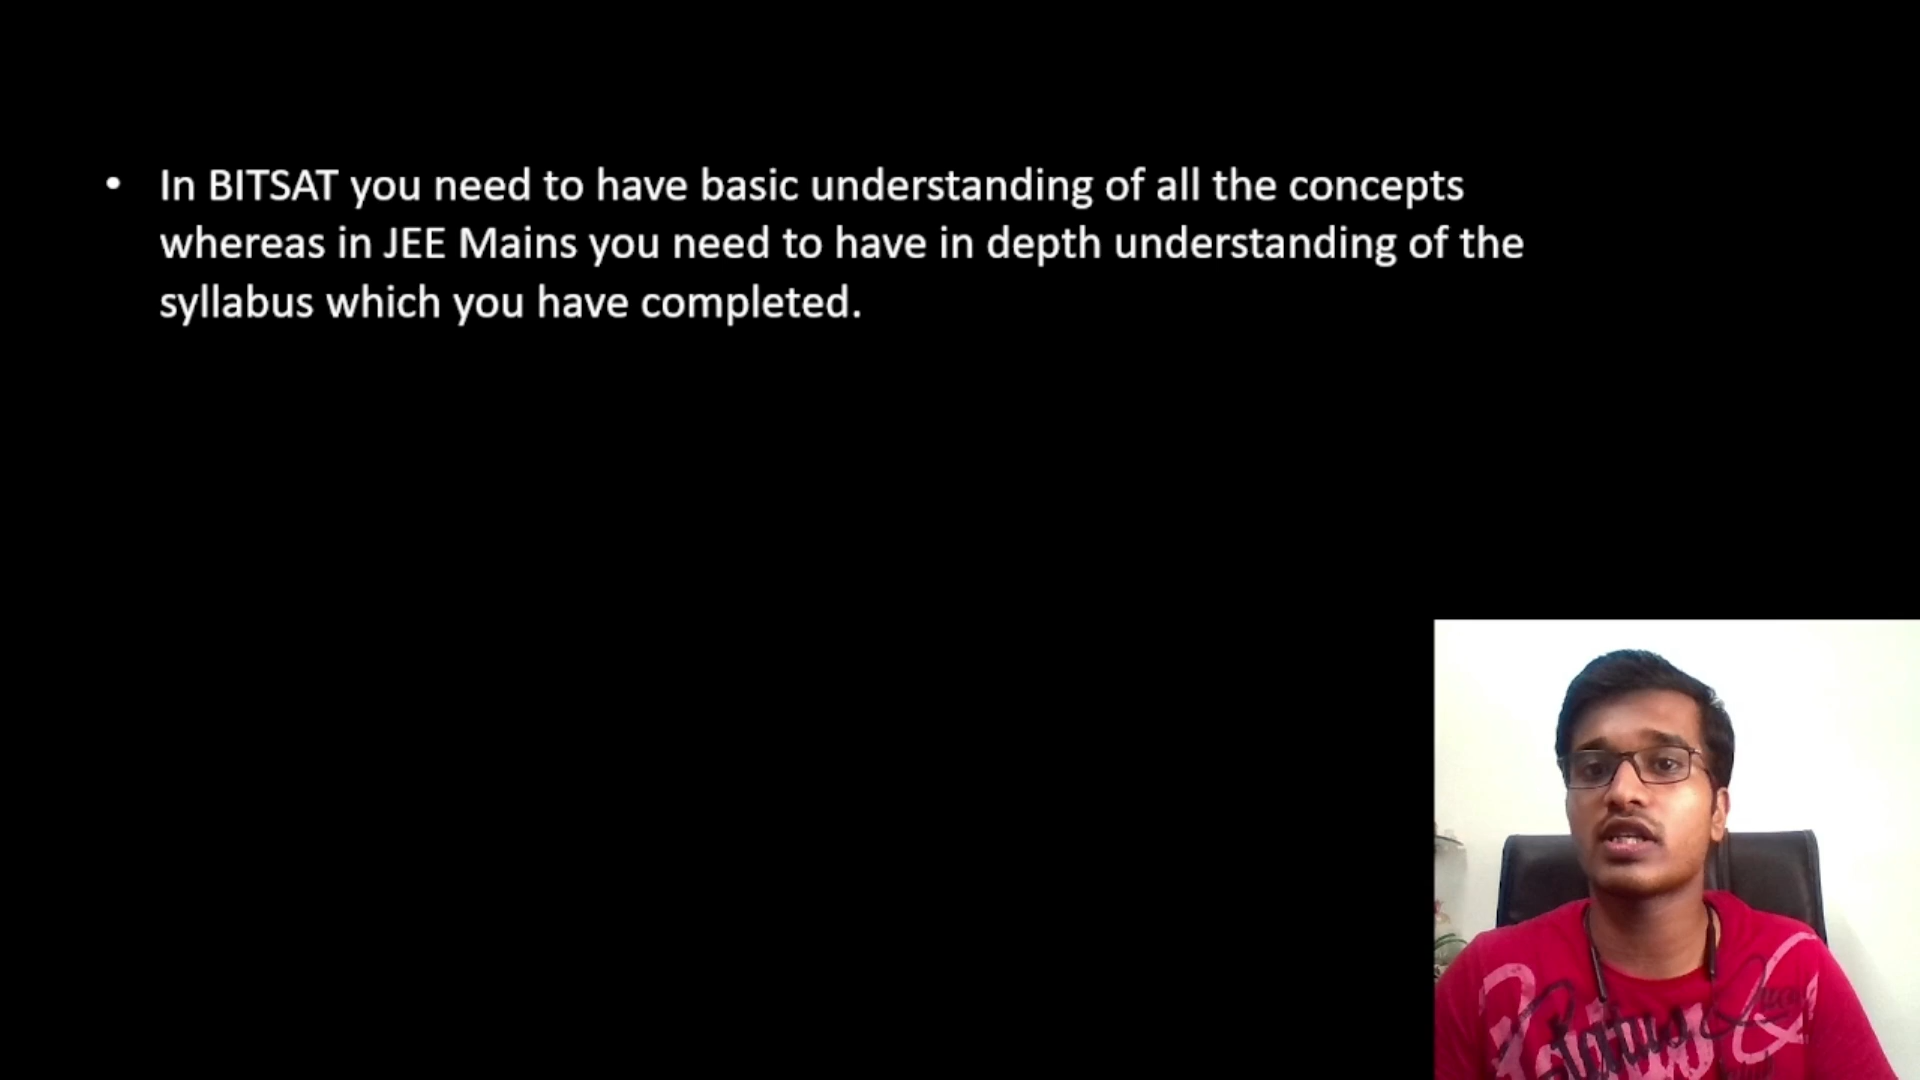 • In BITSAT you need to have basic understanding of all the concepts
whereas in JEE Mains you need to have in depth understanding of the
syllabus which you have completed.